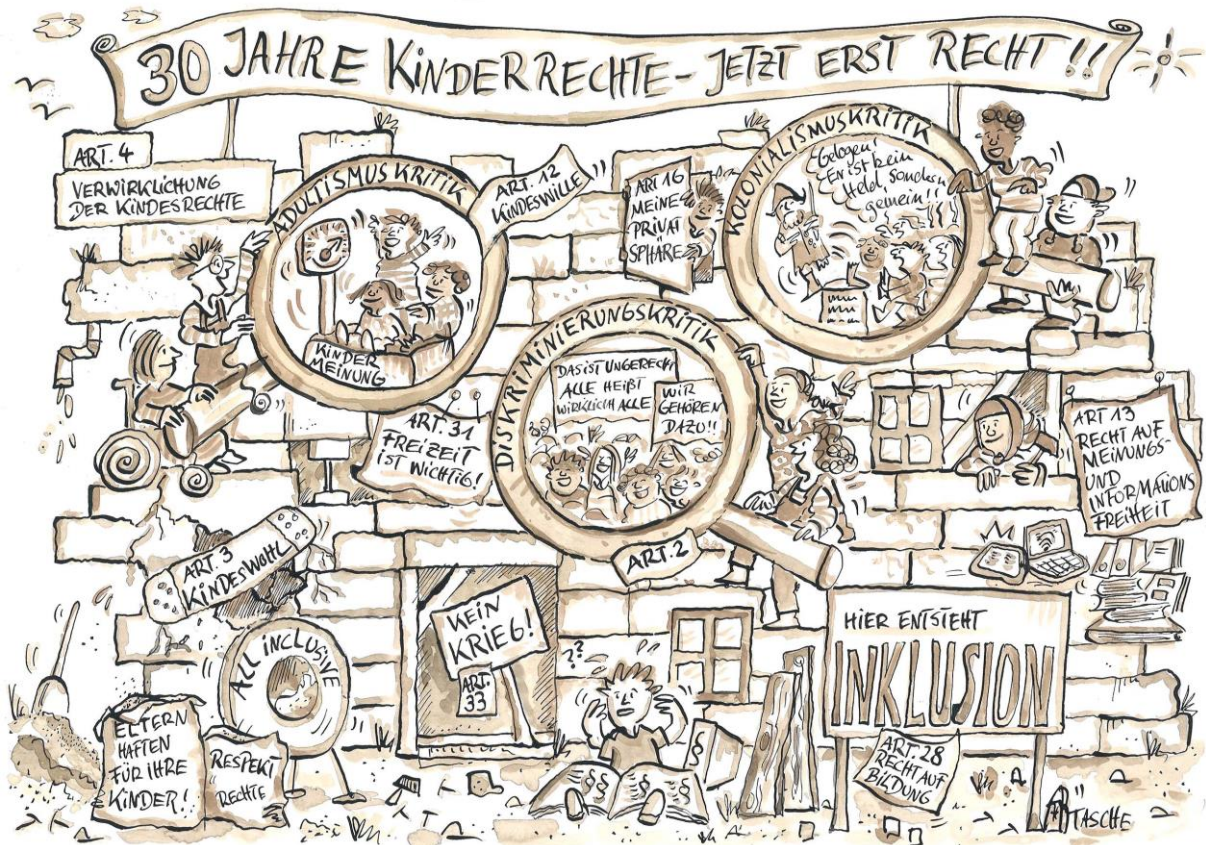 30 JAHRE KINDERRECHTE - JETZT ERST RECHT!!
ART. 4
VERWIRKLICHUNG
DER KINDESRECHTE
ADULTISMUSKRITIK
KINDER
MEINUNG
ART. 12
KINDESWILLE
ART 16
MEINE
PRIVAT
SPHÄRE
KOLONIALISMUSKRITIK
Gelogen!
Er ist kein
Held, sondern
gemein!!
DISKRIMINIERUNGSKRITIK
DAS IST UNGERECHT
ALLE HEIßT
WIRKLICH ALLE
WIR
GEHÖREN
DAZU!!
ART. 2
ART. 31
FREIZEIT
IST WICHTIG!
ART 13
RECHT AUF
MEINUNGS
UND
INFORMATIONS
FREIHEIT
ART. 3
KINDESWOHL
ALL INCLUSIVE
ELTERN
HAFTEN
FÜR IHRE
KINDER!
RESPEKT
RECHTE
KEIN
KRIEG!
ART.
33
??
§ § § §
HIER ENTSTEHT
INKLUSION
ART. 28
RECHT AUF
BILDUNG
TASCHE